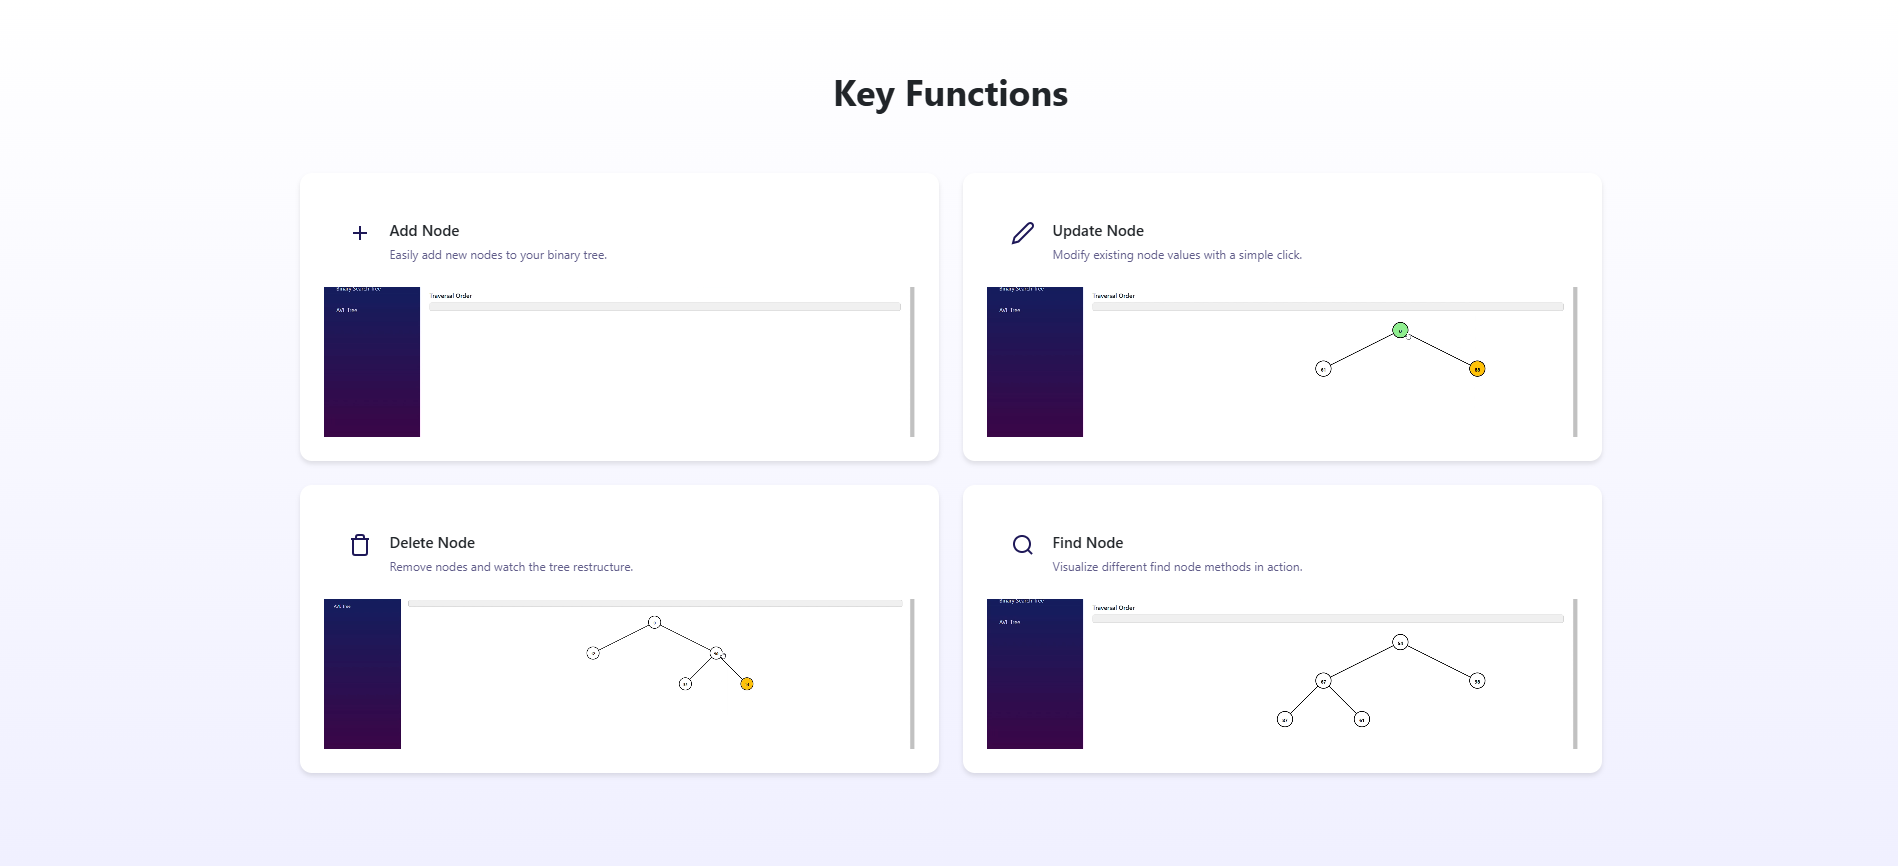 Key Functions
Add Node
Easily add new nodes to your binary tree.
Binary Search Tree
AVL Tree
Traversal Order
Update Node
Modify existing node values with a simple click.
Binary Search Tree
AVL Tree
Traversal Order
61
Delete Node
Remove nodes and watch the tree restructure.
AVL Tree
Find Node
Visualize different find node methods in action.
Binary Search Tree
AVL Tree
Traversal Order
67